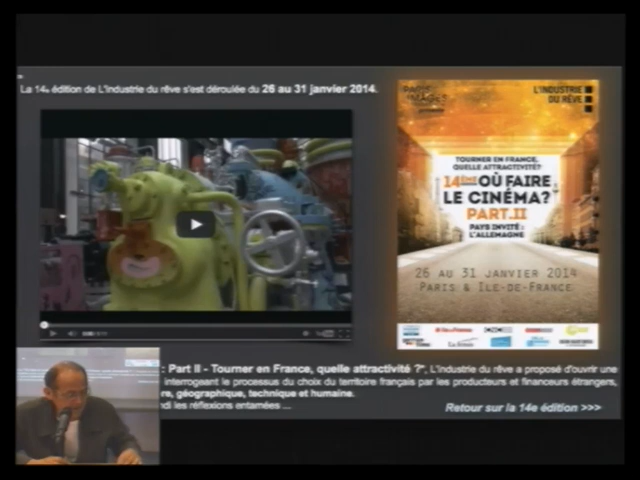 La 14e édition de L'industrie du rêve s'est déroulée du 26 au 31 janvier 2014.
L'INDUSTRIE
DU RÊVE
TOURNER EN FRANCE,
QUELLE ATTRACTIVITÉ?
14ÈME OÙ FAIRE
LE CINÉMA?
PART.II
PAYS INVITÉ :
L'ALLEMAGNE
26 AU 31 JANVIER 2014
PARIS & ILE-DE-FRANCE
: Part II - Tourner en France, quelle attractivité ?", L'industrie du rêve a proposé d'ouvrir une
interrogeant le processus du choix du territoire français par les producteurs et financeurs étrangers,
re, géographique, technique et humaine.
di les réflexions entamées ...
Retour sur la 14e édition >>>